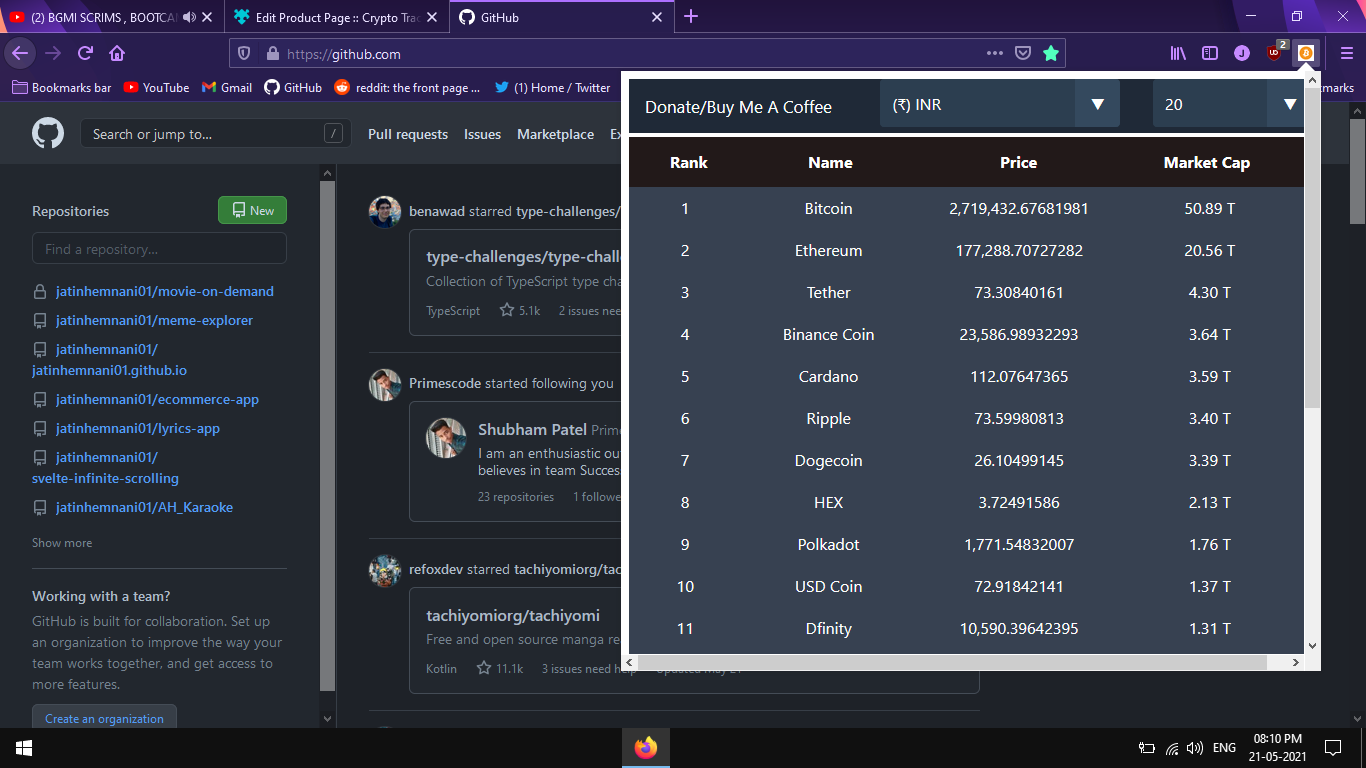 (2) BGMI SCRIMS , BOOTCA
Edit Product Page :: Crypto Trac
GitHub
https://github.com
2
Bookmarks bar
YouTube
Gmail
GitHub
reddit: the front page ...
(1) Home / Twitter
kmarks
Search or jump to...
/
Pull requests
Issues
Marketplace
Ex
Repositories
New
Find a repository...
jatinhemnani01/movie-on-demand
jatinhemnani01/meme-explorer
jatinhemnani01/
jatinhemnani01.github.io
jatinhemnani01/ecommerce-app
jatinhemnani01/lyrics-app
jatinhemnani01/
svelte-infinite-scrolling
jatinhemnani01/AH_Karaoke
Show more
Working with a team?
GitHub is built for collaboration. Set up
an organization to improve the way your
team works together, and get access to
more features.
Create an organization
benawad starred type-challenges/
type-challenges/type-chall
Collection of TypeScript type cha
TypeScript 5.1k 2 issues nee
Primescode started following you
Shubham Patel Prime
I am an enthusiastic ou
believes in team Succes
23 repositories 1 followe
refoxdev starred tachiyomiorg/tac
tachiyomiorg/tachiyomi
Free and open source manga re
Kotlin 11.1k 3 issues need help Updated May 21
Donate/Buy Me A Coffee (₹) INR 20
Rank Name Price Market Cap
1 Bitcoin 2,719,432.67681981 50.89 T
2 Ethereum 177,288.70727282 20.56 T
3 Tether 73.30840161 4.30 T
4 Binance Coin 23,586.98932293 3.64 T
5 Cardano 112.07647365 3.59 T
6 Ripple 73.59980813 3.40 T
7 Dogecoin 26.10499145 3.39 T
8 HEX 3.72491586 2.13 T
9 Polkadot 1,771.54832007 1.76 T
10 USD Coin 72.91842141 1.37 T
11 Dfinity 10,590.39642395 1.31 T
ENG
08:10 PM
21-05-2021